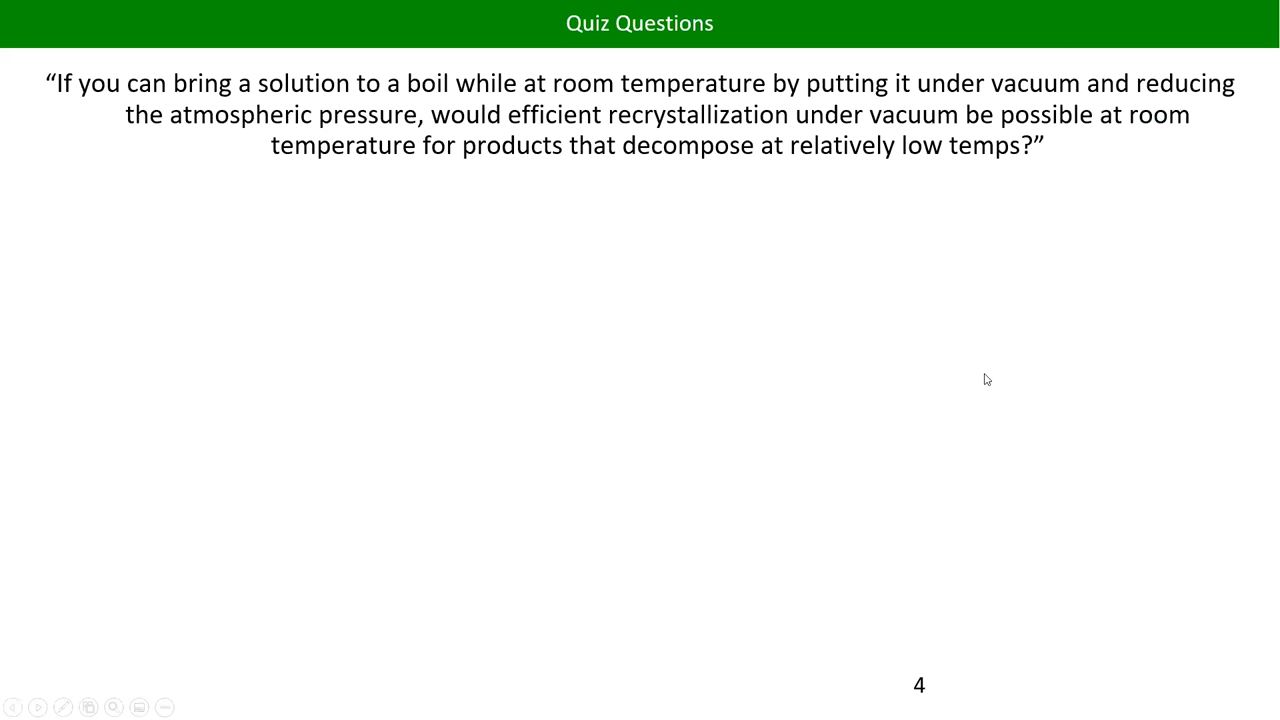 Quiz Questions
“If you can bring a solution to a boil while at room temperature by putting it under vacuum and reducing
the atmospheric pressure, would efficient recrystallization under vacuum be possible at room
temperature for products that decompose at relatively low temps?”
4